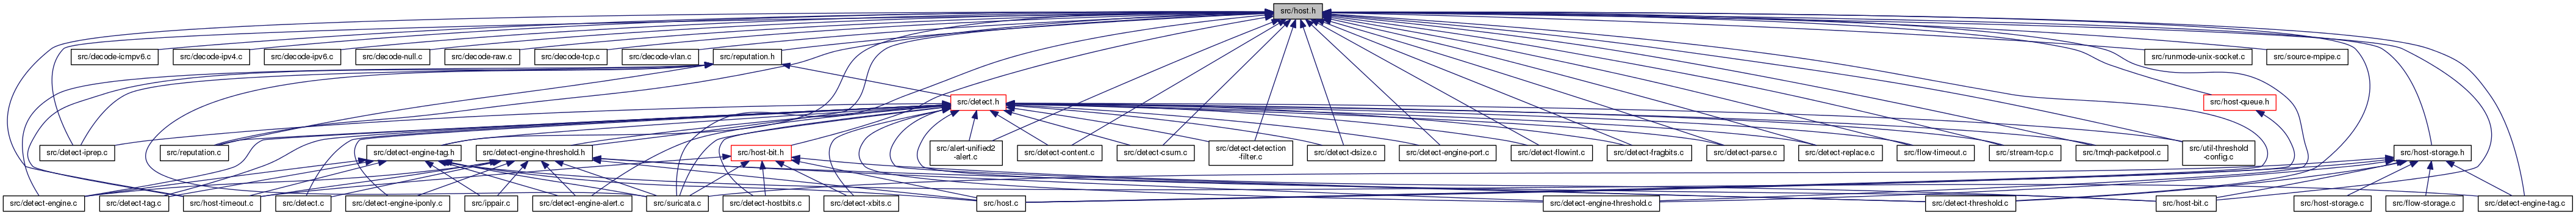 src/host.h
src/decode-icmpv6.c
src/decode-ipv4.c
src/decode-ipv6.c
src/decode-null.c
src/decode-raw.c
src/decode-tcp.c
src/decode-vlan.c
src/reputation.h
src/runmode-unix-socket.c
src/source-mpipe.c
src/detect.h
src/host-queue.h
src/detect-iprep.c
src/reputation.c
src/detect-engine-tag.h
src/detect-engine-threshold.h
src/host-bit.h
src/alert-unified2
-alert.c
src/detect-content.c
src/detect-csum.c
src/detect-detection
-filter.c
src/detect-dsize.c
src/detect-engine-port.c
src/detect-flowint.c
src/detect-fragbits.c
src/detect-parse.c
src/detect-replace.c
src/flow-timeout.c
src/stream-tcp.c
src/tmqh-packetpool.c
src/util-threshold
-config.c
src/host-storage.h
src/detect-engine.c
src/detect-tag.c
src/host-timeout.c
src/detect.c
src/detect-engine-iponly.c
src/ippair.c
src/detect-engine-alert.c
src/suricata.c
src/detect-hostbits.c
src/detect-xbits.c
src/host.c
src/detect-engine-threshold.c
src/detect-threshold.c
src/host-bit.c
src/host-storage.c
src/flow-storage.c
src/detect-engine-tag.c